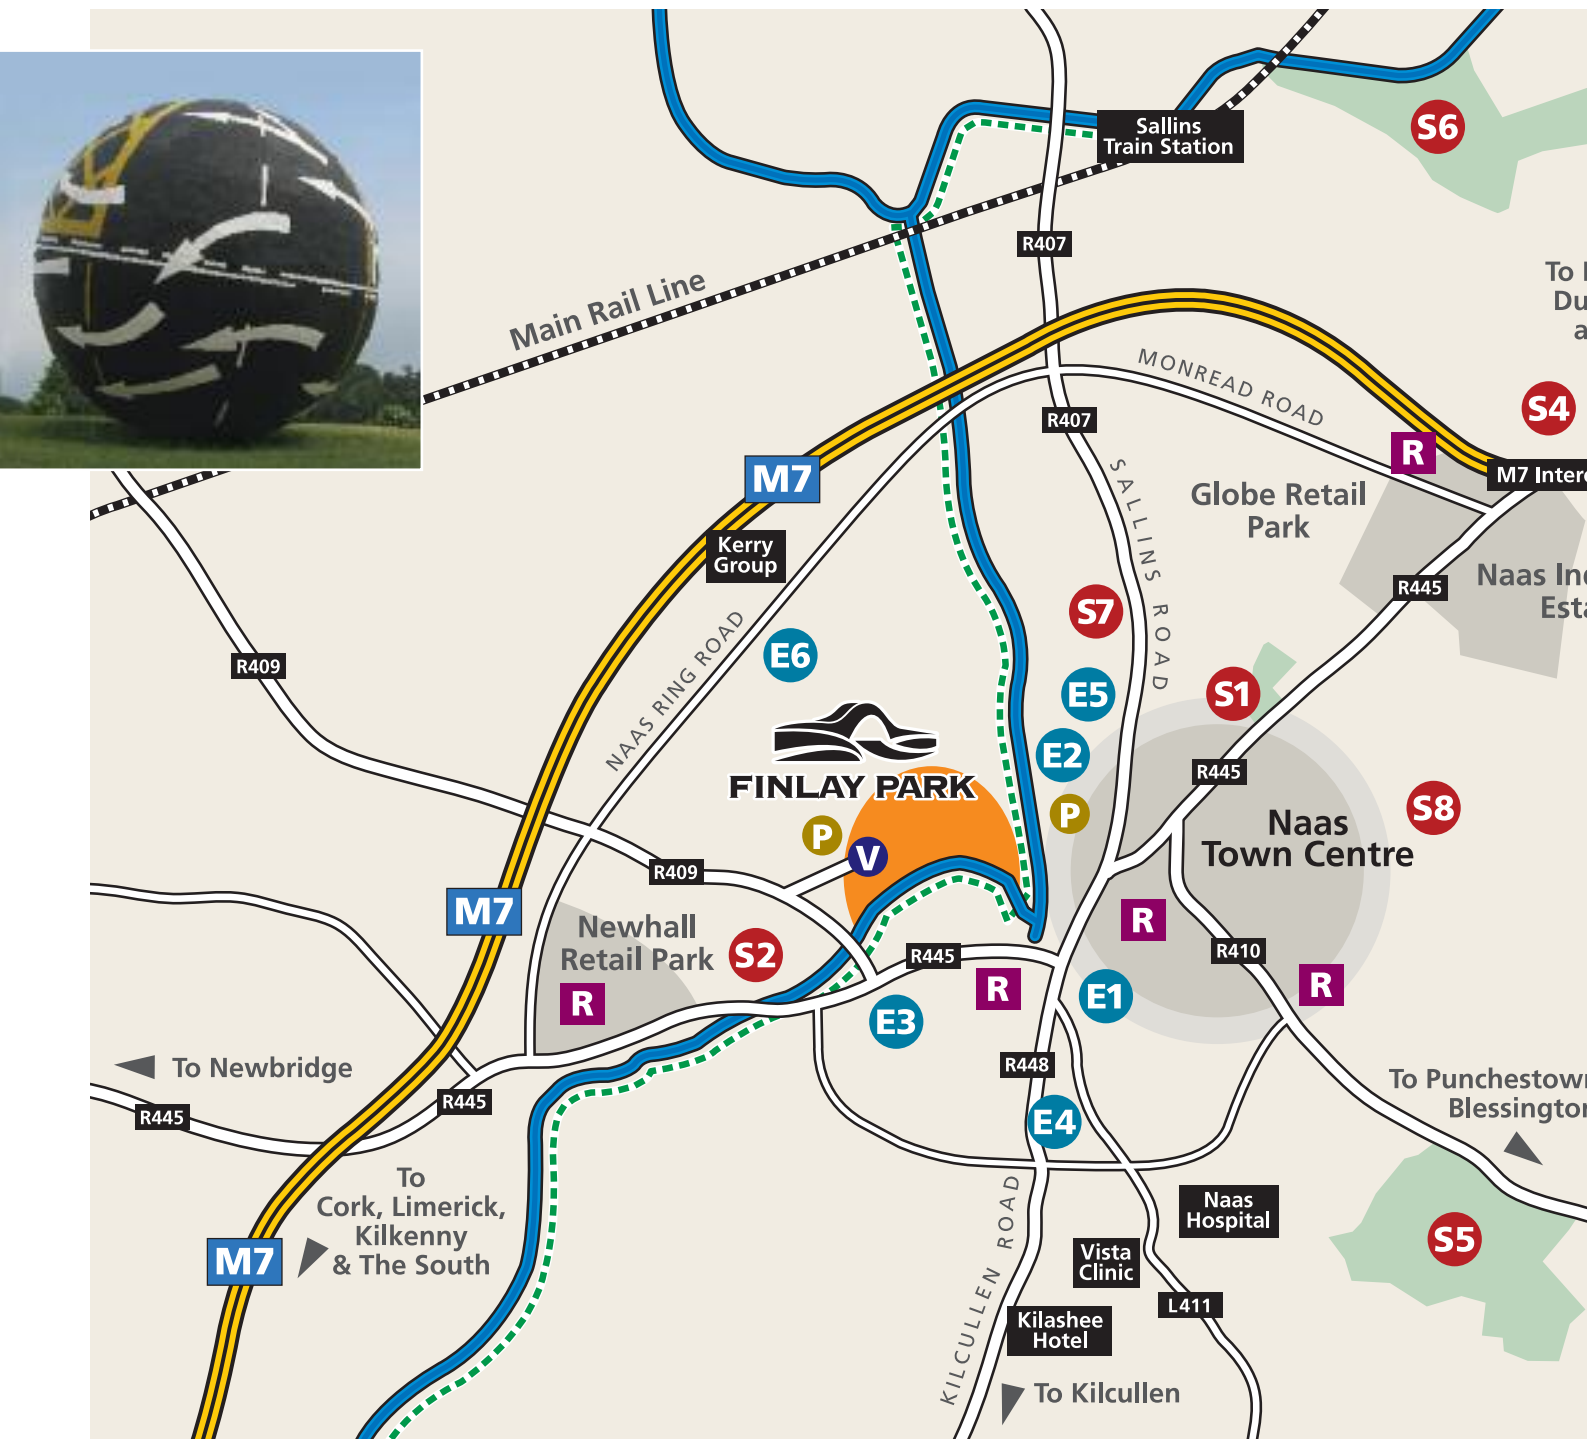 S6
Sallins
Train Station
R407
Main Rail Line
To
Du
a
MONREAD ROAD
S4
R407
R
M7
M7 Inter
SALLINS ROAD
Globe Retail
Park
Kerry
Group
Naas In
Esta
R445
S7
NAAS RING ROAD
E6
R409
E5
S1
E2
R445
FINLAY PARK
P
S8
P
Naas
Town Centre
V
R409
M7
Newhall
Retail Park
S2
R
R445
R410
R
R
R
E1
E3
To Newbridge
R448
R445
R445
E4
To Punchestown
Blessington
To
Cork, Limerick,
Kilkenny
& The South
M7
KILCULLEN ROAD
Naas
Hospital
S5
Vista
Clinic
L411
Kilashee
Hotel
To Kilcullen